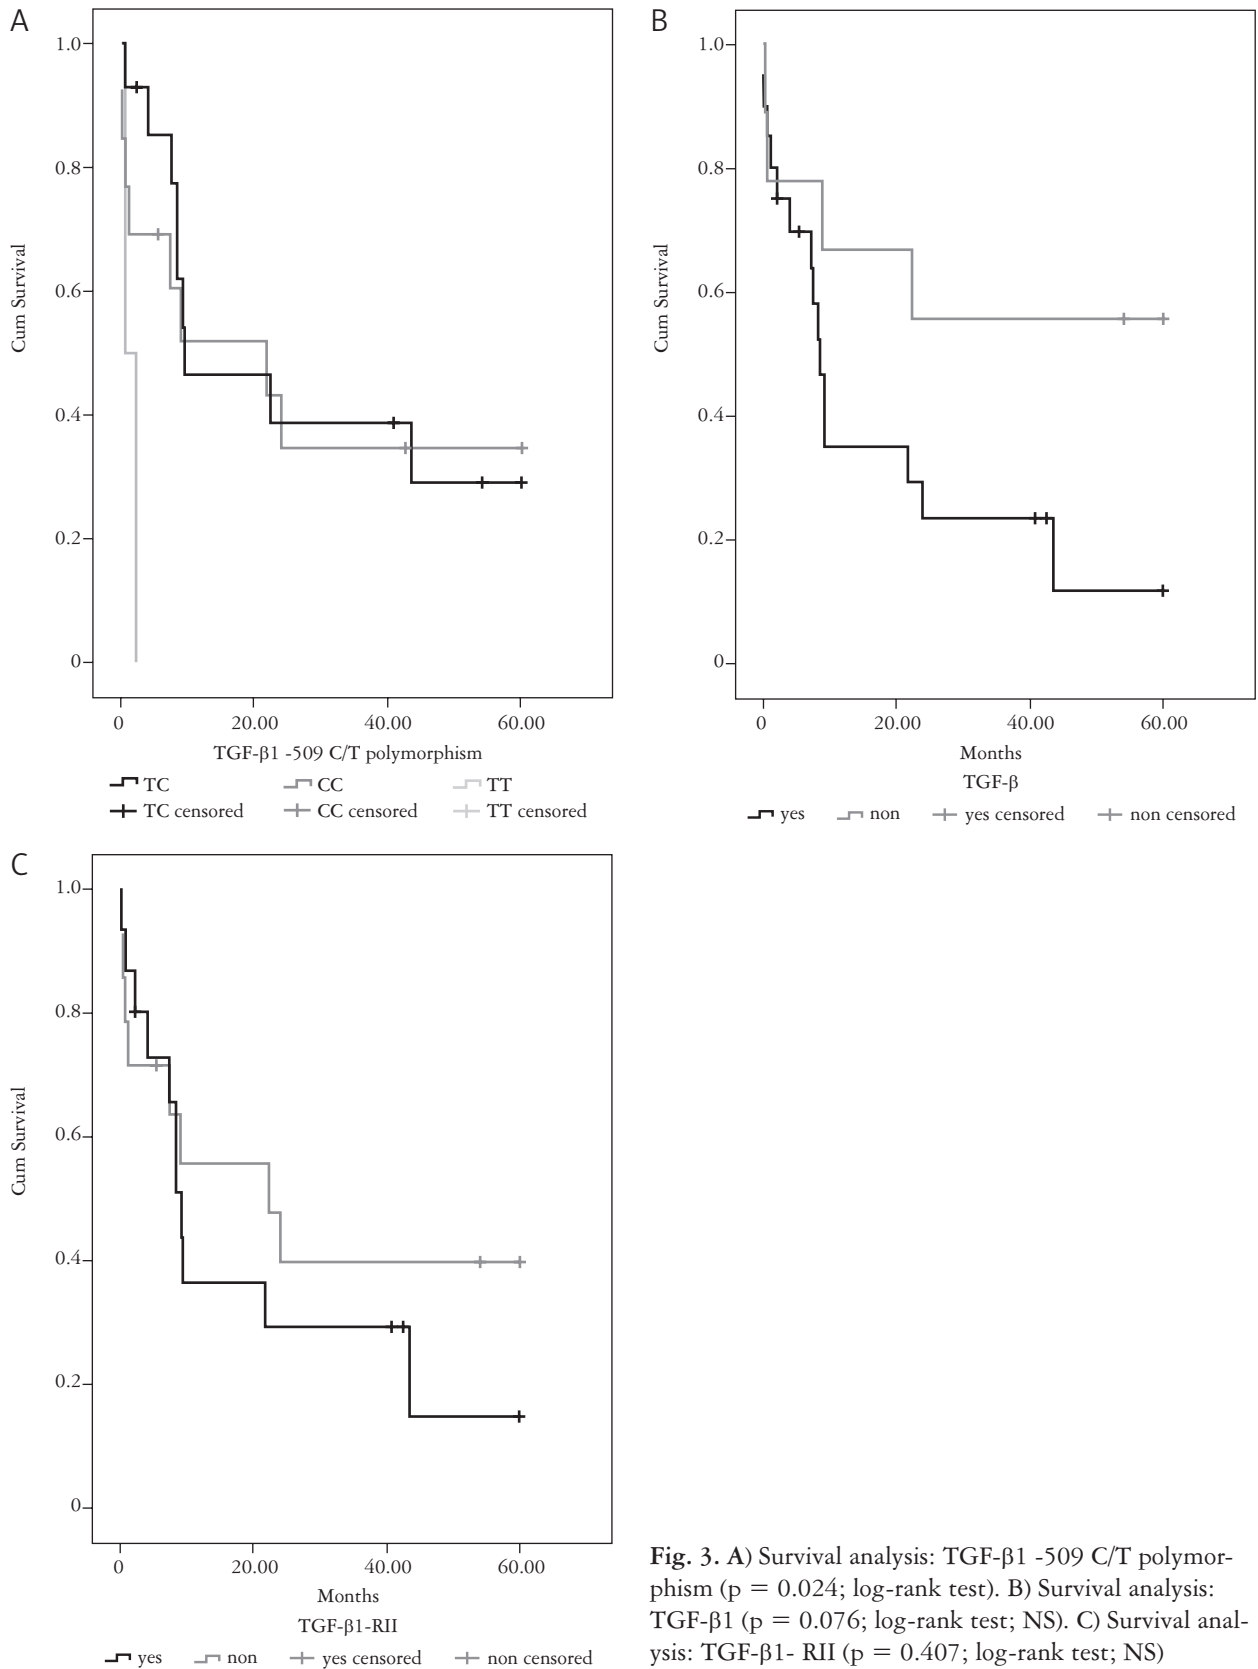 A
1.0
0.8
0.6
0.4
0.2
0
Cum Survival
0 20.00 40.00 60.00
TGF-β1 -509 C/T polymorphism
TC CC TT
TC censored CC censored TT censored
B
1.0
0.8
0.6
0.4
0.2
0
Cum Survival
0 20.00 40.00 60.00
Months
TGF-β
yes non yes censored non censored
C
1.0
0.8
0.6
0.4
0.2
0
Cum Survival
0 20.00 40.00 60.00
Months
TGF-β1-RII
yes non yes censored non censored
Fig. 3. A) Survival analysis: TGF-β1 -509 C/T polymor-
phism (p = 0.024; log-rank test). B) Survival analysis:
TGF-β1 (p = 0.076; log-rank test; NS). C) Survival anal-
ysis: TGF-β1- RII (p = 0.407; log-rank test; NS)